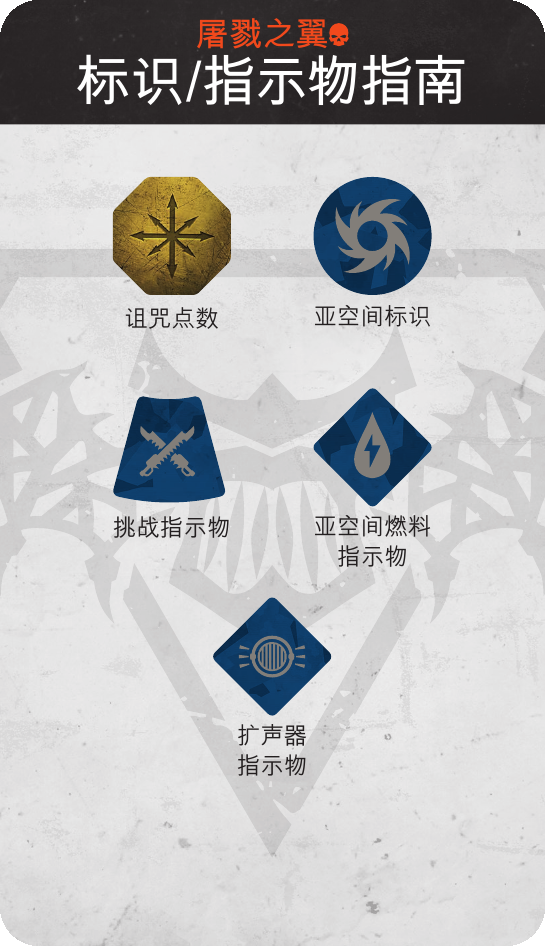 屠戮之翼
标识/指示物指南
诅咒点数
亚空间标识
挑战指示物
亚空间燃料
指示物
扩声器
指示物